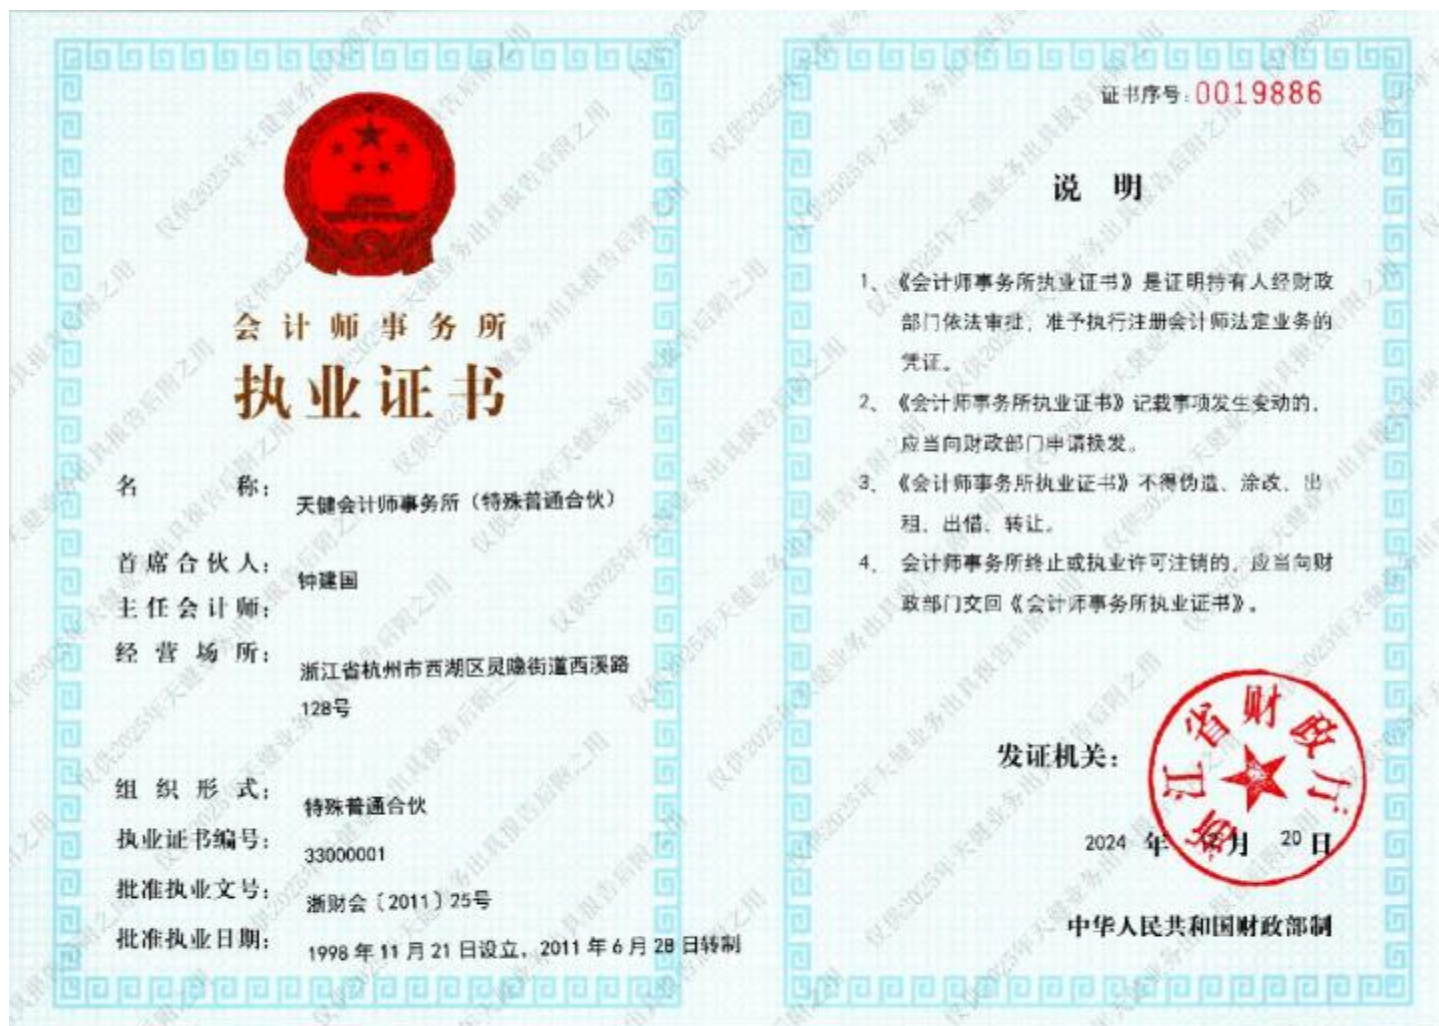 会计师事务所
执业证书
名 称：
天健会计师事务所（特殊普通合伙）
首席合伙人：
钟建国
主任会计师：
经营场所：
浙江省杭州市西湖区灵隐街道西溪路
128号
组织形式：
特殊普通合伙
执业证书编号：
33000001
批准执业文号：
浙财会〔2011〕25号
批准执业日期：
1998年11月21日设立，2011年6月28日转制
证书序号：0019886
说 明
1、《会计师事务所执业证书》是证明持有人经财政
部门依法审批，准予执行注册会计师法定业务的
凭证。
2、《会计师事务所执业证书》记载事项发生变动的，
应当向财政部门申请换发。
3、《会计师事务所执业证书》不得伪造、涂改、出
租、出借、转让。
4、会计师事务所终止或执业许可注销的，应当向财
政部门交回《会计师事务所执业证书》。
发证机关：
浙江省财政厅
2024 年 月 20 日
中华人民共和国财政部制
仅供2025年天健业务出具报告后附之用